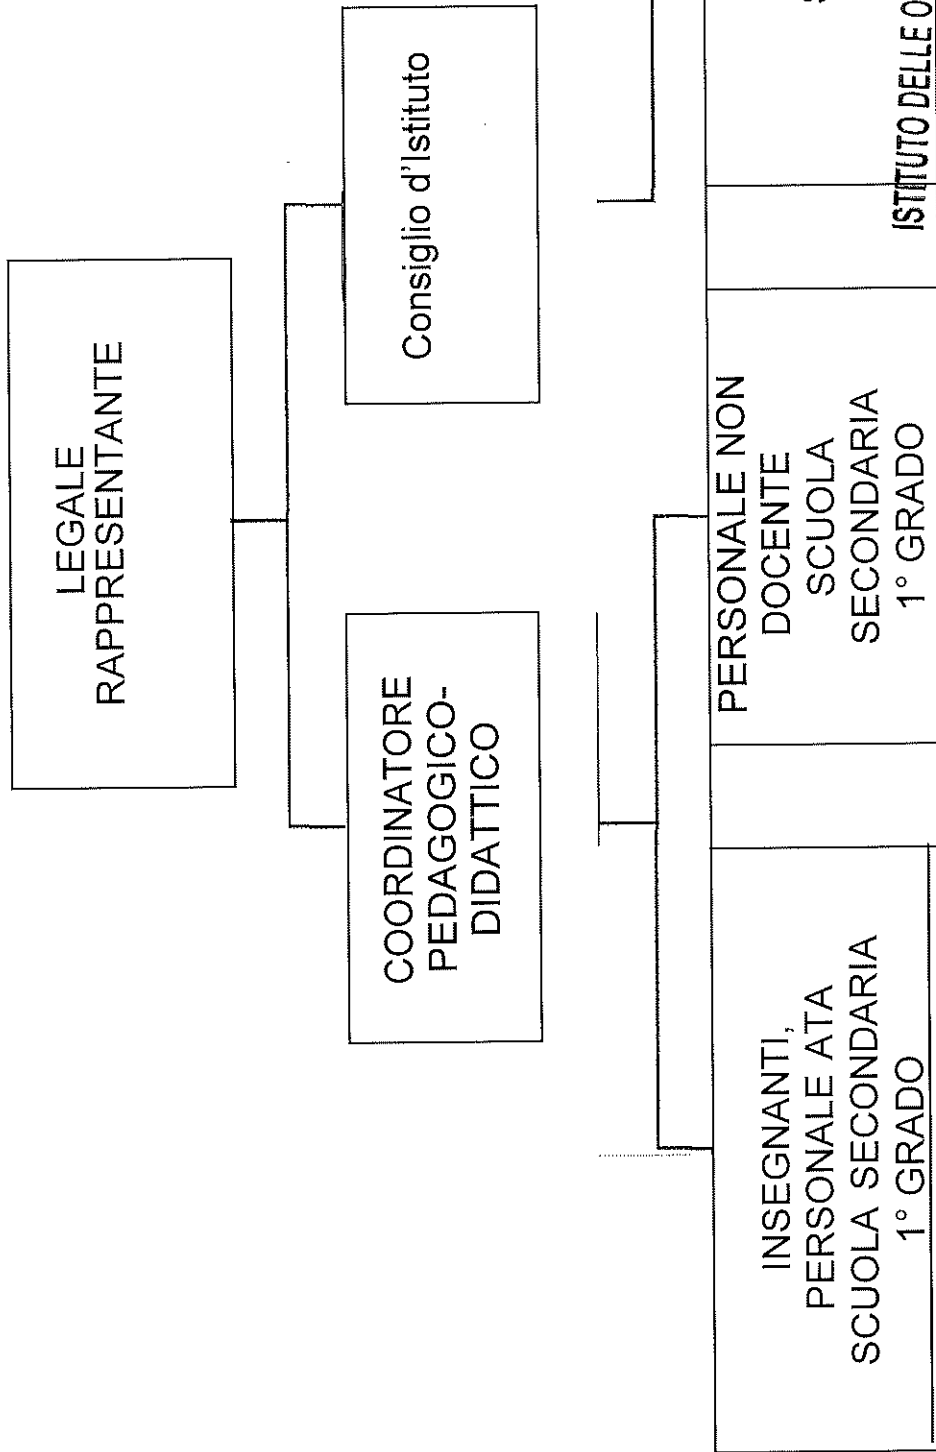 LEGALE
RAPPRESENTANTE
COORDINATORE
PEDAGOGICO-
DIDATTICO
Consiglio d'Istituto
INSEGNANTI,
PERSONALE ATA
SCUOLA SECONDARIA
1° GRADO
PERSONALE NON
DOCENTE
SCUOLA
SECONDARIA
1° GRADO
ISTITUTO DELLE